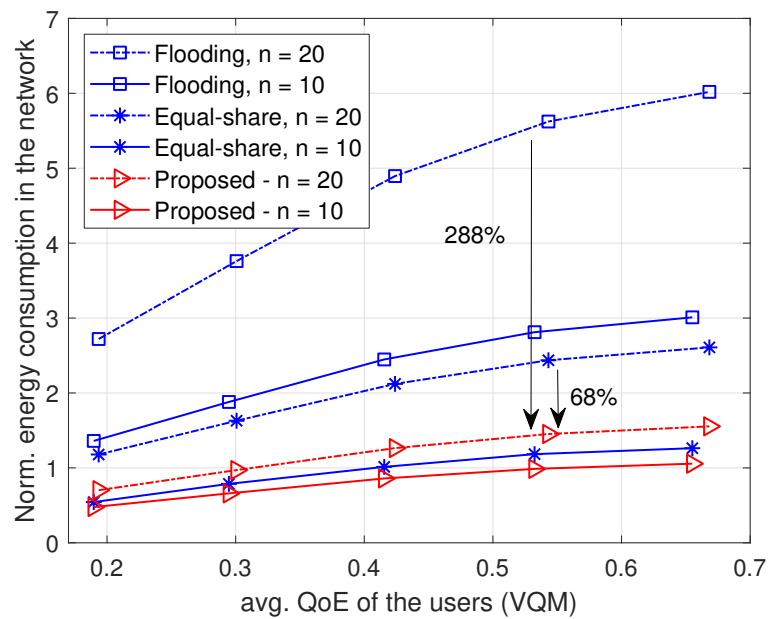 7
6
5
4
3
2
1
0
Norm. energy consumption in the network
Flooding, n = 20
Flooding, n = 10
Equal-share, n = 20
Equal-share, n = 10
Proposed - n = 20
Proposed - n = 10
288%
68%
0.2 0.3 0.4 0.5 0.6 0.7
avg. QoE of the users (VQM)